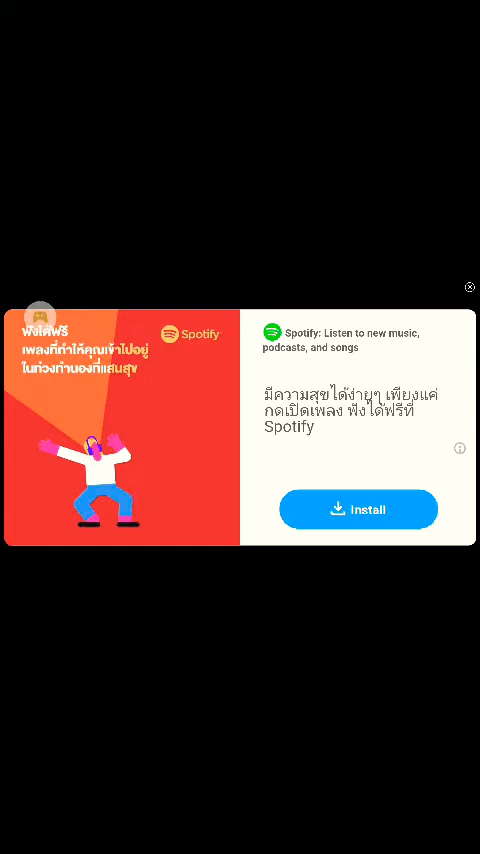 ฟังได้ฟรี
เพลงที่ทำให้คุณเข้าไปอยู่
ในท่วงทำนองที่แสนสุข
Spotify
Spotify: Listen to new music,
podcasts, and songs
มีความสุขได้ง่ายๆ เพียงแค่
กดเปิดเพลง ฟังได้ฟรีที่
Spotify
Install